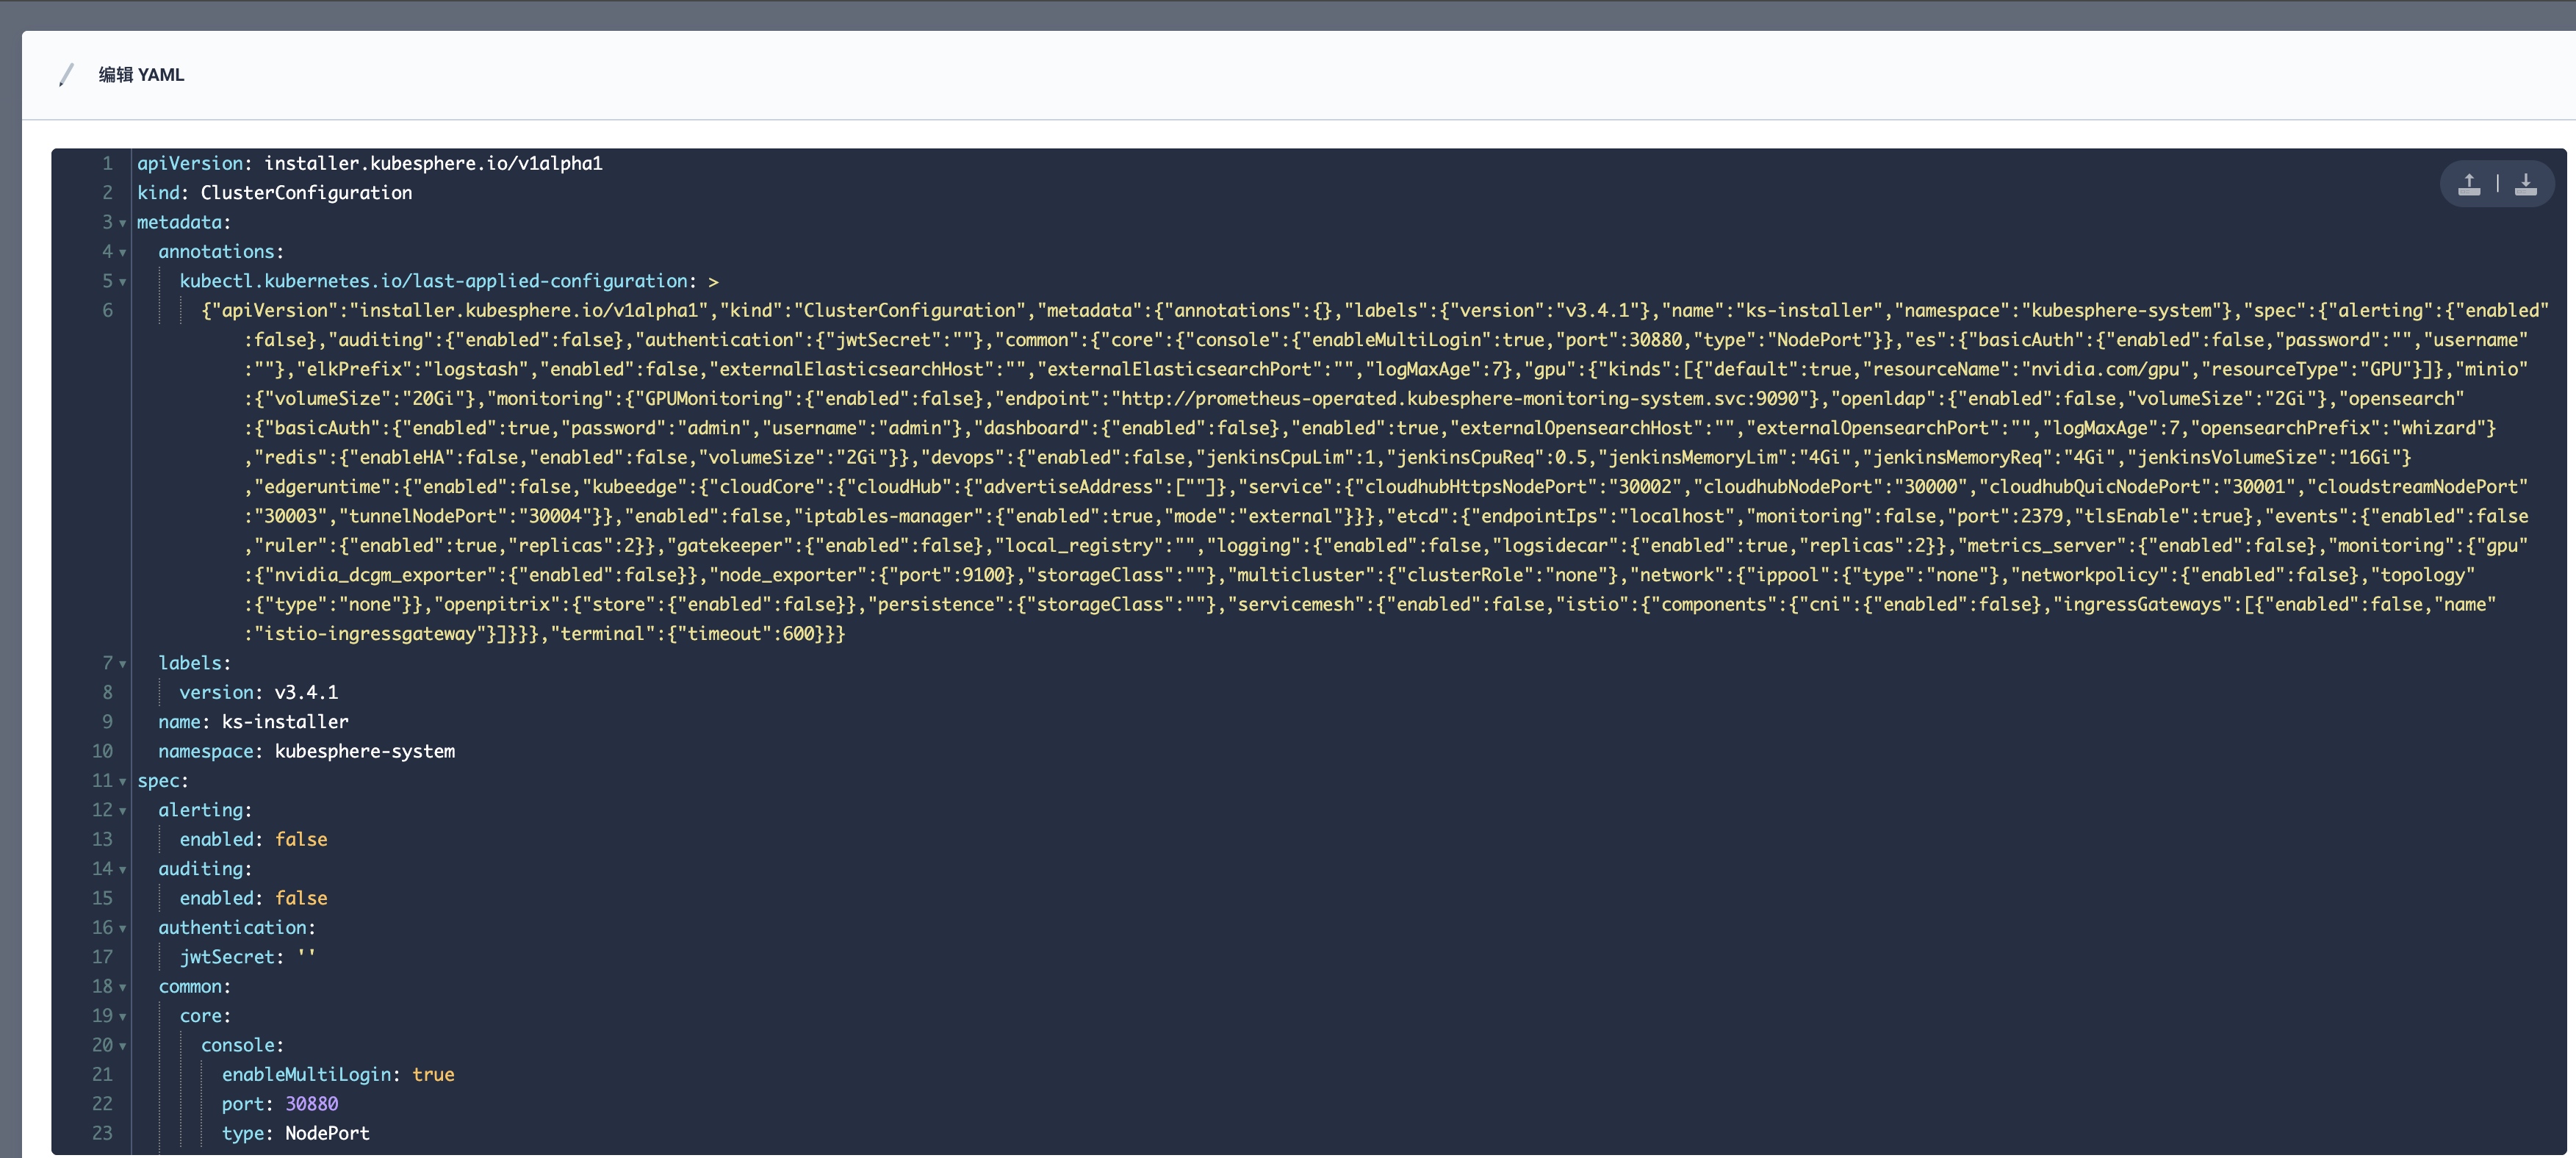 编辑 YAML
1 apiVersion: installer.kubesphere.io/v1alpha1
2 kind: ClusterConfiguration
3 metadata:
4 annotations:
5 kubectl.kubernetes.io/last-applied-configuration: >
6 {"apiVersion":"installer.kubesphere.io/v1alpha1","kind":"ClusterConfiguration","metadata":{"annotations":{},"labels":{"version":"v3.4.1"},"name":"ks-installer","namespace":"kubesphere-system"},"spec":{"alerting":{"enabled"
:false},"auditing":{"enabled":false},"authentication":{"jwtSecret":""},"common":{"core":{"console":{"enableMultiLogin":true,"port":30880,"type":"NodePort"}},"es":{"basicAuth":{"enabled":false,"password":"","username"
:""},"elkPrefix":"logstash","enabled":false,"externalElasticsearchHost":"","externalElasticsearchPort":"","logMaxAge":7},"gpu":{"kinds":[{"default":true,"resourceName":"nvidia.com/gpu","resourceType":"GPU"}]},"minio"
:{"volumeSize":"20Gi"},"monitoring":{"GPUMonitoring":{"enabled":false},"endpoint":"http://prometheus-operated.kubesphere-monitoring-system.svc:9090"},"openldap":{"enabled":false,"volumeSize":"2Gi"},"opensearch"
:{"basicAuth":{"enabled":true,"password":"admin","username":"admin"},"dashboard":{"enabled":false},"enabled":true,"externalOpensearchHost":"","externalOpensearchPort":"","logMaxAge":7,"opensearchPrefix":"whizard"}
,"redis":{"enableHA":false,"enabled":false,"volumeSize":"2Gi"}},"devops":{"enabled":false,"jenkinsCpuLim":1,"jenkinsCpuReq":0.5,"jenkinsMemoryLim":"4Gi","jenkinsMemoryReq":"4Gi","jenkinsVolumeSize":"16Gi"}
,"edgeruntime":{"enabled":false,"kubeedge":{"cloudCore":{"cloudHub":{"advertiseAddress":[""]},"service":{"cloudhubHttpsNodePort":"30002","cloudhubNodePort":"30000","cloudhubQuicNodePort":"30001","cloudstreamNodePort"
:"30003","tunnelNodePort":"30004"}},"enabled":false,"iptables-manager":{"enabled":true,"mode":"external"}}},"etcd":{"endpointIps":"localhost","monitoring":false,"port":2379,"tlsEnable":true},"events":{"enabled":false
,"ruler":{"enabled":true,"replicas":2}},"gatekeeper":{"enabled":false},"local_registry":"","logging":{"enabled":false,"logsidecar":{"enabled":true,"replicas":2}},"metrics_server":{"enabled":false},"monitoring":{"gpu"
:{"nvidia_dcgm_exporter":{"enabled":false}},"node_exporter":{"port":9100},"storageClass":""},"multicluster":{"clusterRole":"none"},"network":{"ippool":{"type":"none"},"networkpolicy":{"enabled":false},"topology"
:{"type":"none"}},"openpitrix":{"store":{"enabled":false}},"persistence":{"storageClass":""},"servicemesh":{"enabled":false,"istio":{"components":{"cni":{"enabled":false},"ingressGateways":[{"enabled":false,"name"
:"istio-ingressgateway"}]}}},"terminal":{"timeout":600}}}
7 labels:
8 version: v3.4.1
9 name: ks-installer
10 namespace: kubesphere-system
11 spec:
12 alerting:
13 enabled: false
14 auditing:
15 enabled: false
16 authentication:
17 jwtSecret: ''
18 common:
19 core:
20 console:
21 enableMultiLogin: true
22 port: 30880
23 type: NodePort